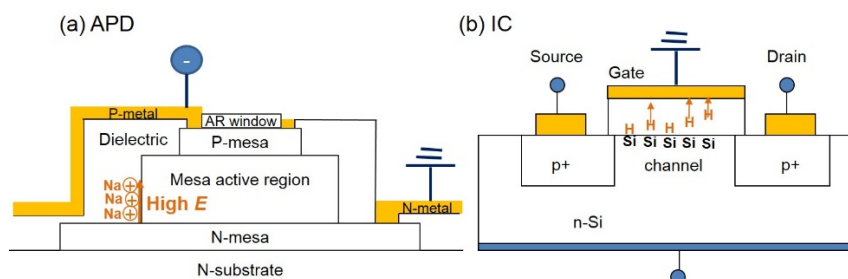 (a) APD
-
P-metal
AR window
Dielectric
P-mesa
Mesa active region
Na +
Na +
Na +
High E
N-metal
N-mesa
N-substrate
(b) IC
Source
Drain
Gate
H H H H H
Si Si Si Si Si
p+ channel p+
n-Si